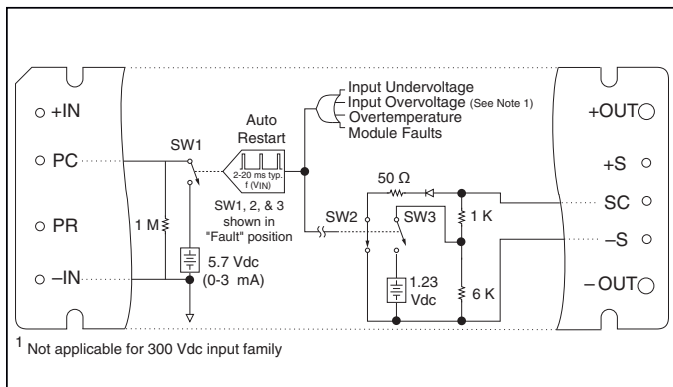 +IN
PC
PR
–IN
SW1
1 M
5.7 Vdc
(0-3 mA)
Auto
Restart
2-20 ms typ.
f (VIN)
SW1, 2, & 3
shown in
"Fault" position
Input Undervoltage
Input Overvoltage (See Note 1)
Overtemperature
Module Faults
50 Ω
SW2
SW3
1 K
1.23
Vdc
6 K
+OUT
+S
SC
–S
–OUT
1 Not applicable for 300 Vdc input family